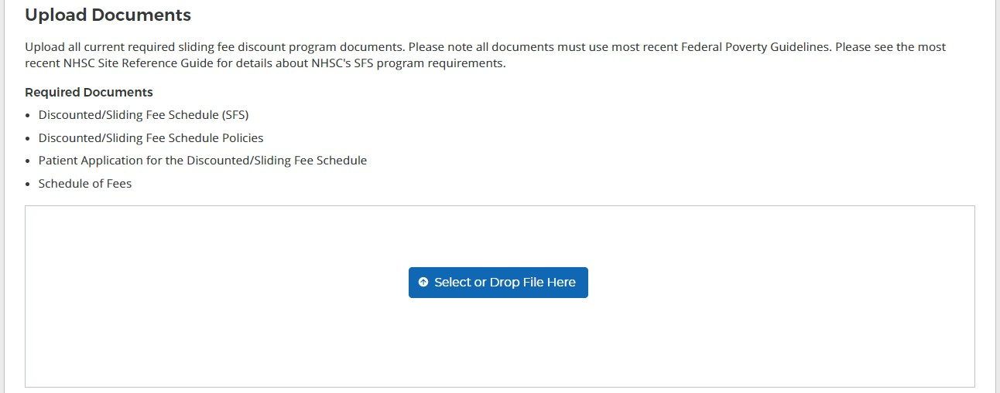 Upload Documents
Upload all current required sliding fee discount program documents. Please note all documents must use most recent Federal Poverty Guidelines. Please see the most
recent NHSC Site Reference Guide for details about NHSC's SFS program requirements.
Required Documents
• Discounted/Sliding Fee Schedule (SFS)
• Discounted/Sliding Fee Schedule Policies
• Patient Application for the Discounted/Sliding Fee Schedule
• Schedule of Fees
Select or Drop File Here